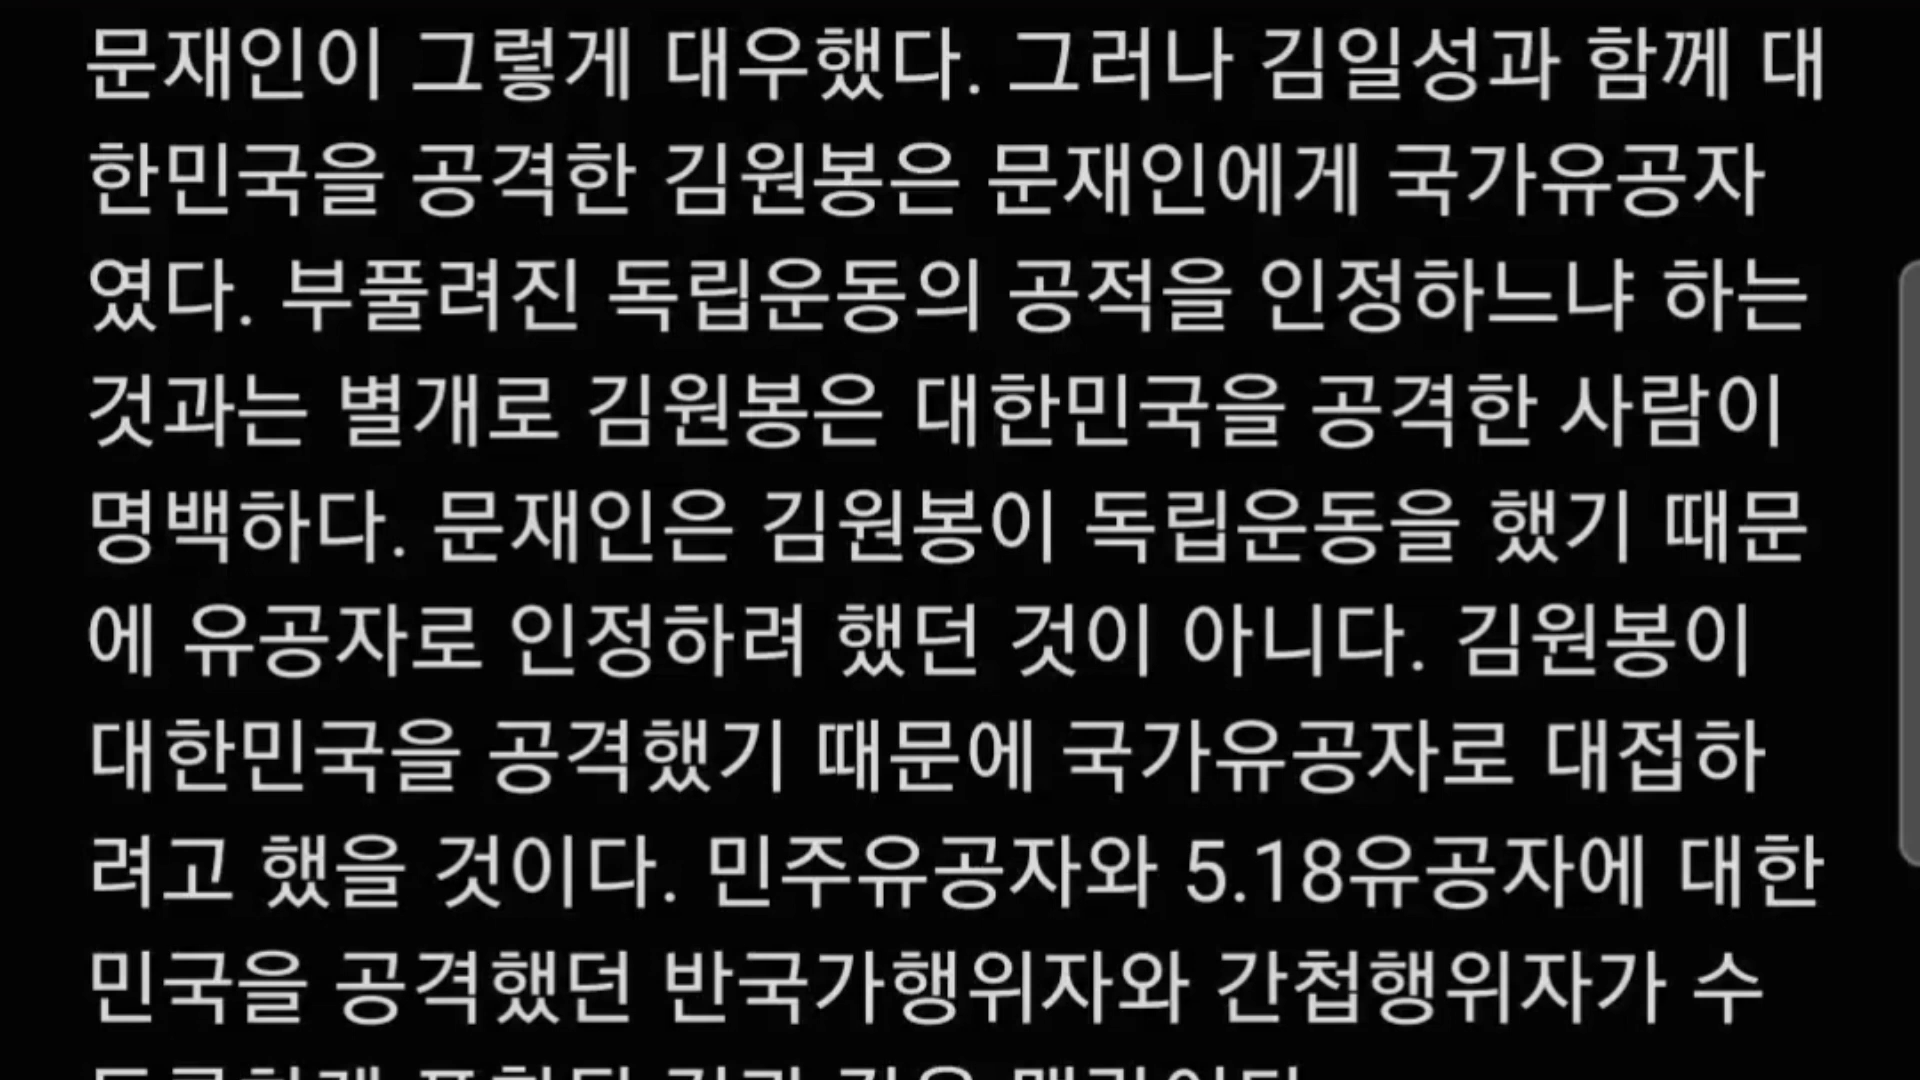 문재인이 그렇게 대우했다. 그러나 김일성과 함께 대
한민국을 공격한 김원봉은 문재인에게 국가유공자
였다. 부풀려진 독립운동의 공적을 인정하느냐 하는
것과는 별개로 김원봉은 대한민국을 공격한 사람이
명백하다. 문재인은 김원봉이 독립운동을 했기 때문
에 유공자로 인정하려 했던 것이 아니다. 김원봉이
대한민국을 공격했기 때문에 국가유공자로 대접하
려고 했을 것이다. 민주유공자와 5.18유공자에 대한
민국을 공격했던 반국가행위자와 간첩행위자가 수